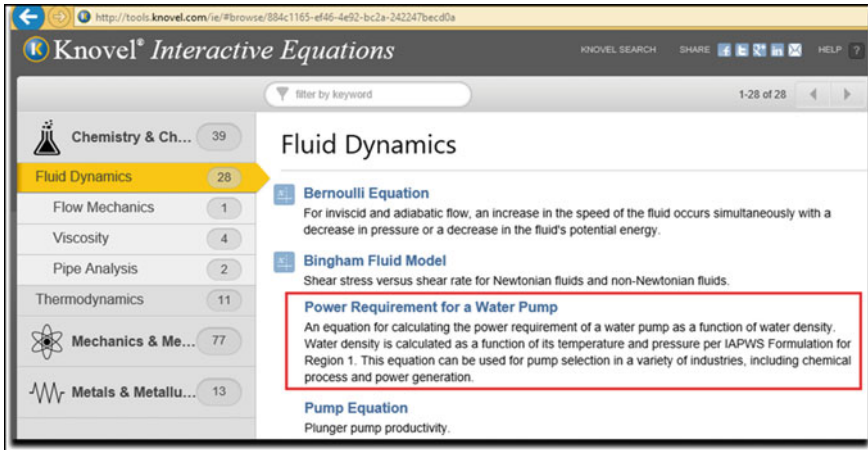 http://tools.knovel.com/ie/#browse/884c1165-ef46-4e92-bc2a-242247becd0a
K Knovel® Interactive Equations
KNOVEL SEARCH SHARE HELP ?
filter by keyword
1-28 of 28
Chemistry & Ch... 39
Fluid Dynamics 28
Flow Mechanics 1
Viscosity 4
Pipe Analysis 2
Thermodynamics 11
Mechanics & Me... 77
Metals & Metallu... 13
Fluid Dynamics
Bernoulli Equation
For inviscid and adiabatic flow, an increase in the speed of the fluid occurs simultaneously with a
decrease in pressure or a decrease in the fluid's potential energy.
Bingham Fluid Model
Shear stress versus shear rate for Newtonian fluids and non-Newtonian fluids.
Power Requirement for a Water Pump
An equation for calculating the power requirement of a water pump as a function of water density.
Water density is calculated as a function of its temperature and pressure per IAPWS Formulation for
Region 1. This equation can be used for pump selection in a variety of industries, including chemical
process and power generation.
Pump Equation
Plunger pump productivity.